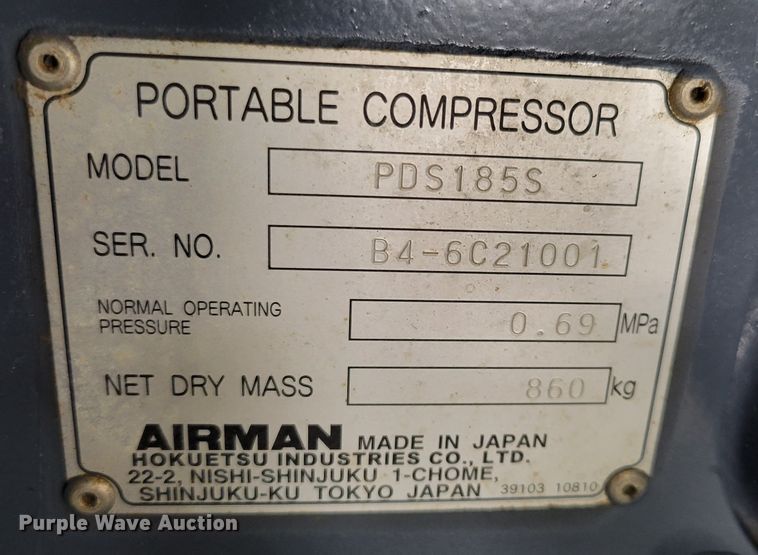 PORTABLE COMPRESSOR
MODEL PDS185S
SER. NO. B4-6C21001
NORMAL OPERATING
PRESSURE 0.69 MPa
NET DRY MASS 860 kg
AIRMAN MADE IN JAPAN
HOKUETSU INDUSTRIES CO., LTD.
22-2, NISHI-SHINJUKU 1-CHOME,
SHINJUKU-KU TOKYO JAPAN 39103 10810
Purple Wave Auction